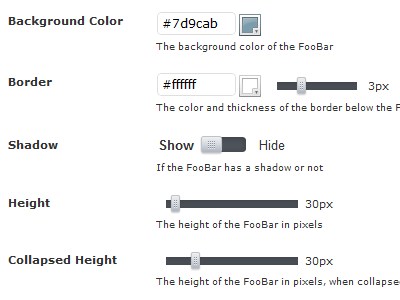 Background Color #7d9cab
The background color of the FooBar
Border #ffffff 3px
The color and thickness of the border below the F
Shadow Show Hide
If the FooBar has a shadow or not
Height 30px
The height of the FooBar in pixels
Collapsed Height 30px
The height of the FooBar in pixels, when collapse